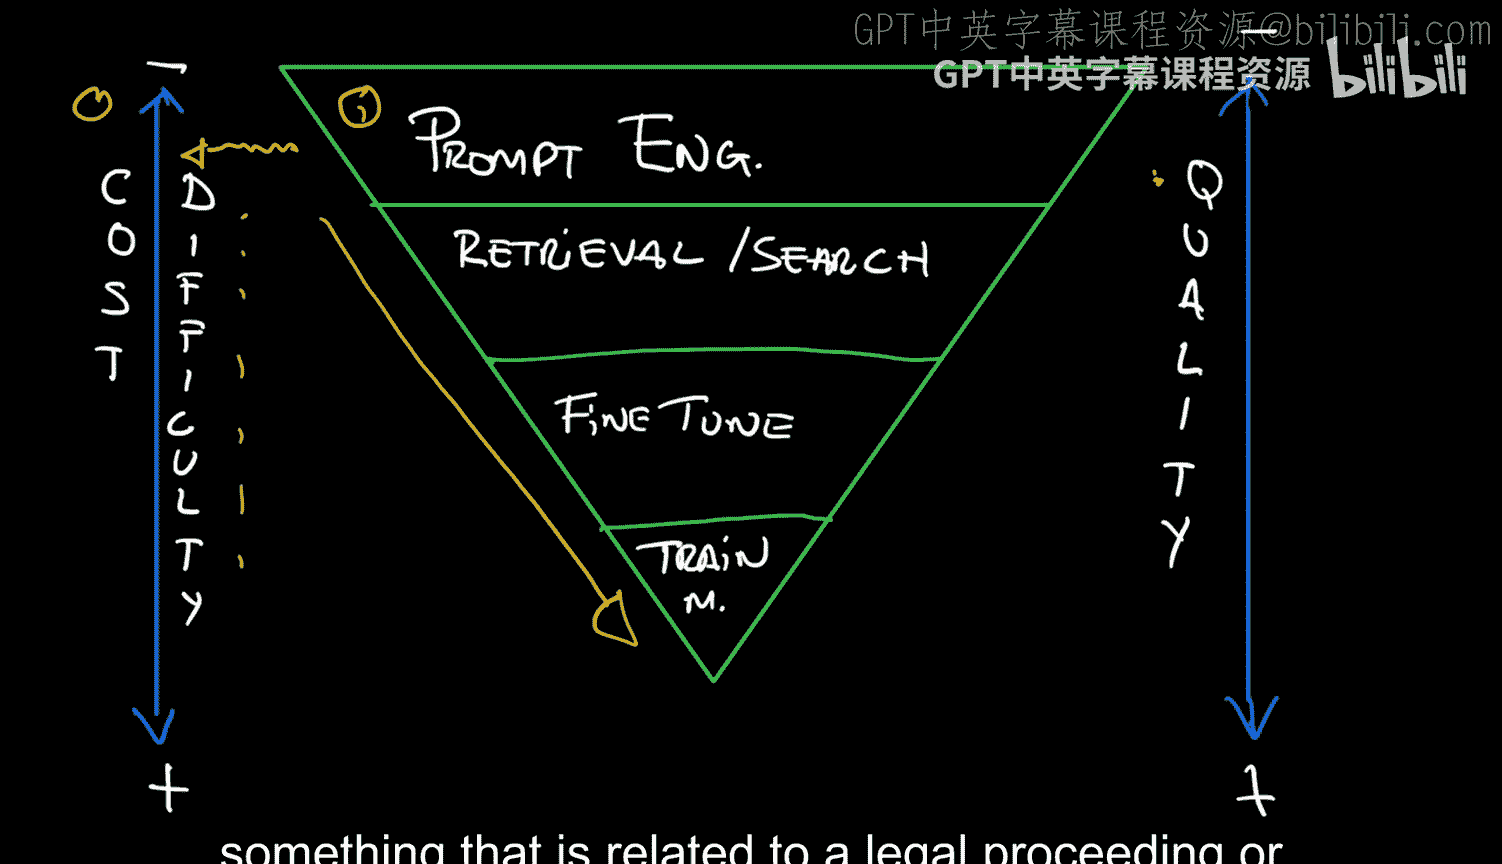 GPT中英字幕课程资源@bilibili.com
GPT中英字幕课程资源 bilibili
PROMPT ENG.
RETRIEVAL / SEARCH
FINE TUNE
TRAIN
M.
COST
DIFFICULTY
QUALITY
-
+
-
+
1
something that is related to a legal proceeding or